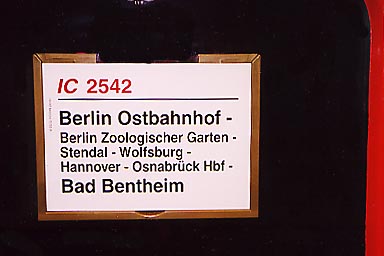 IC 2542
Berlin Ostbahnhof -
Berlin Zoologischer Garten -
Stendal - Wolfsburg -
Hannover - Osnabrück Hbf -
Bad Bentheim